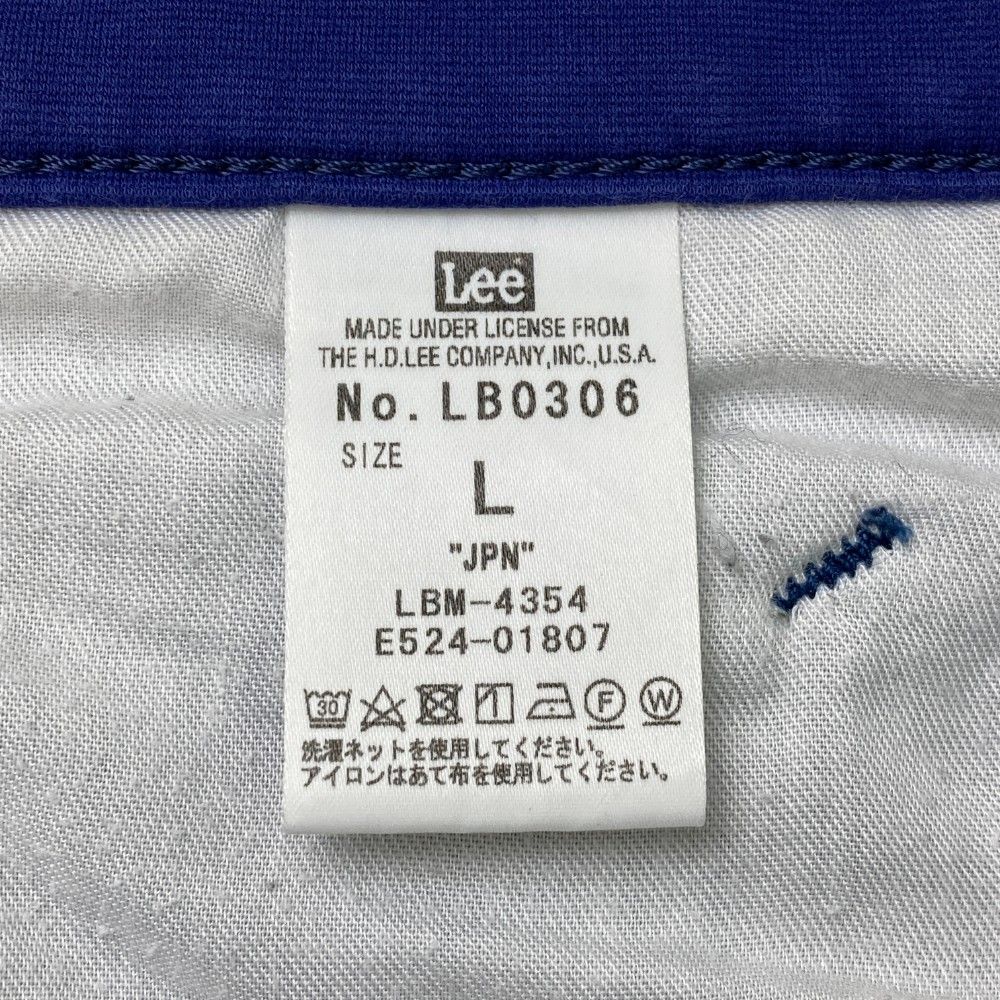 Lee
MADE UNDER LICENSE FROM
THE H.D.LEE COMPANY,INC.,U.S.A.
No. LB0306
SIZE
L
"JPN"
LBM-4354
E524-01807
30 F W
洗濯ネットを使用してください。
アイロンはあて布を使用してください。